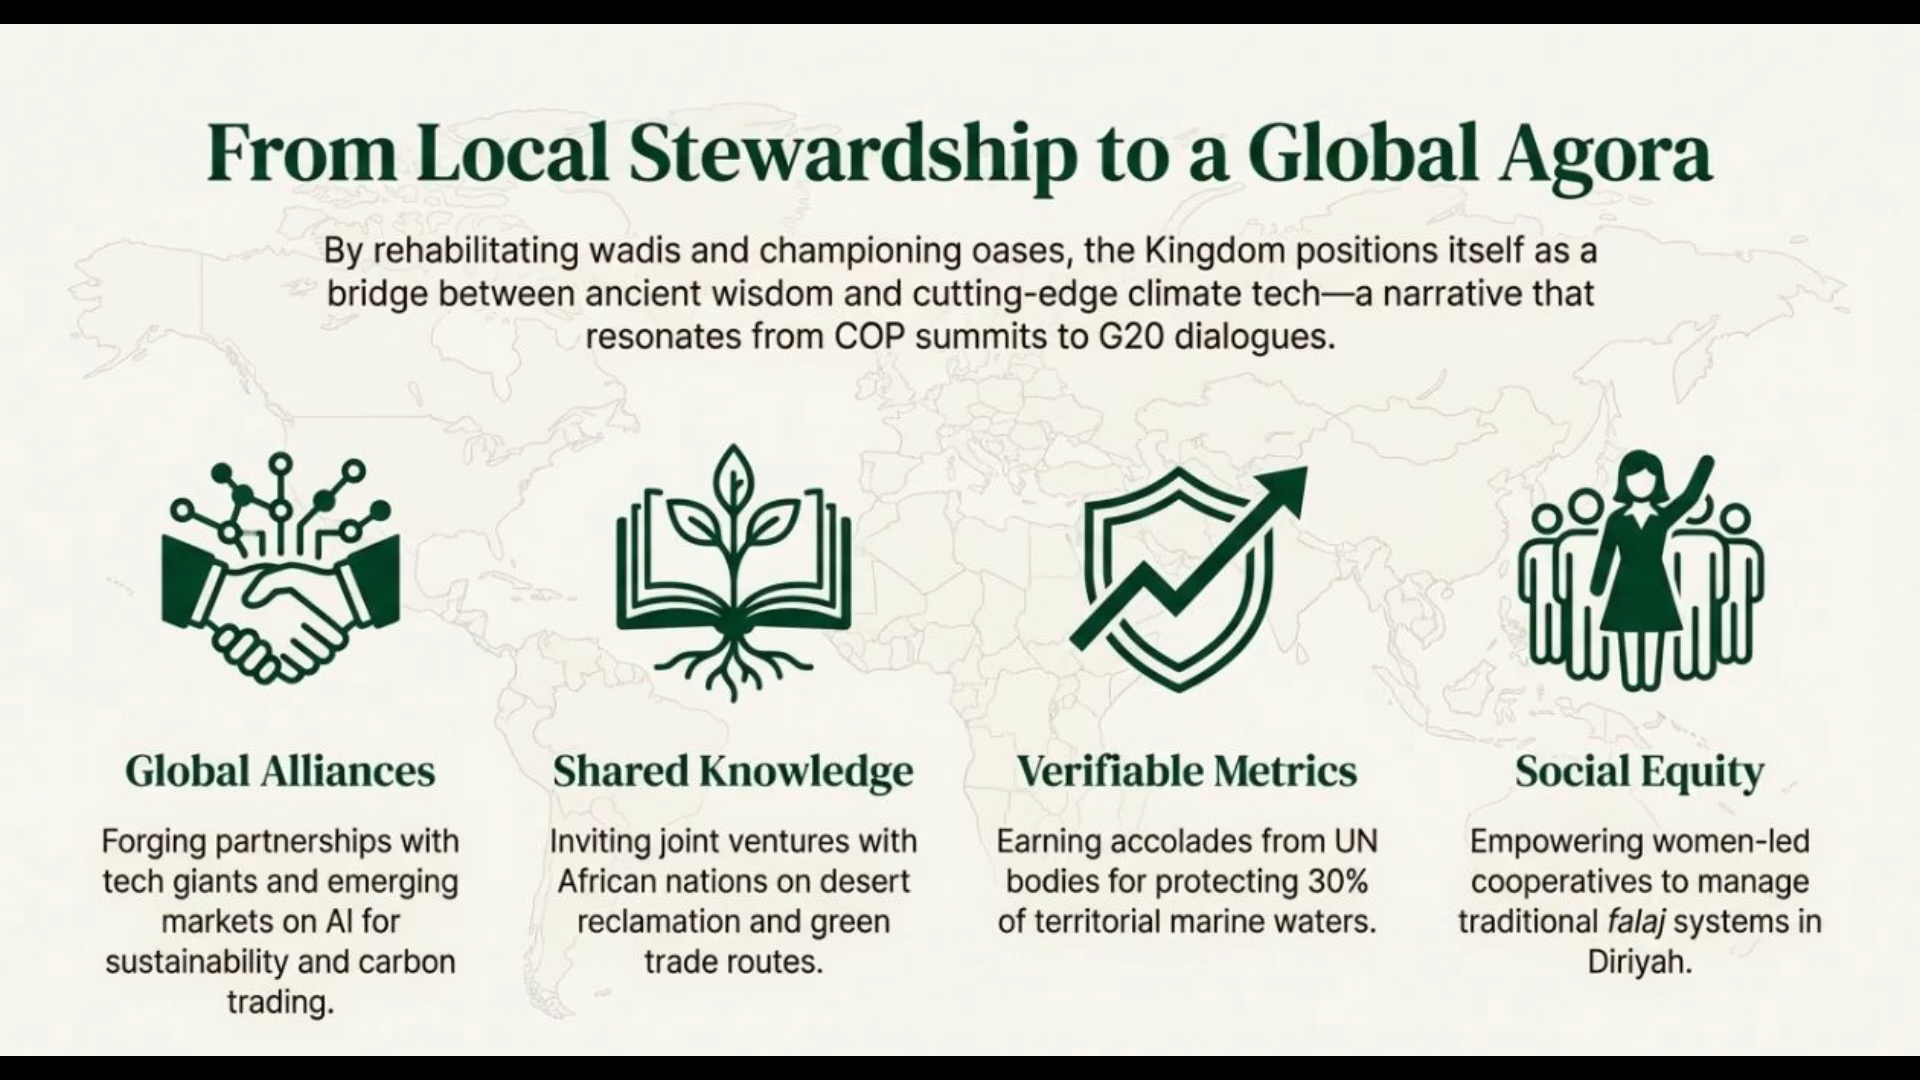 From Local Stewardship to a Global Agora
By rehabilitating wadis and championing oases, the Kingdom positions itself as a
bridge between ancient wisdom and cutting-edge climate tech—a narrative that
resonates from COP summits to G20 dialogues.
Global Alliances
Forging partnerships with
tech giants and emerging
markets on AI for
sustainability and carbon
trading.
Shared Knowledge
Inviting joint ventures with
African nations on desert
reclamation and green
trade routes.
Verifiable Metrics
Earning accolades from UN
bodies for protecting 30%
of territorial marine waters.
Social Equity
Empowering women-led
cooperatives to manage
traditional falaj systems in
Diriyah.